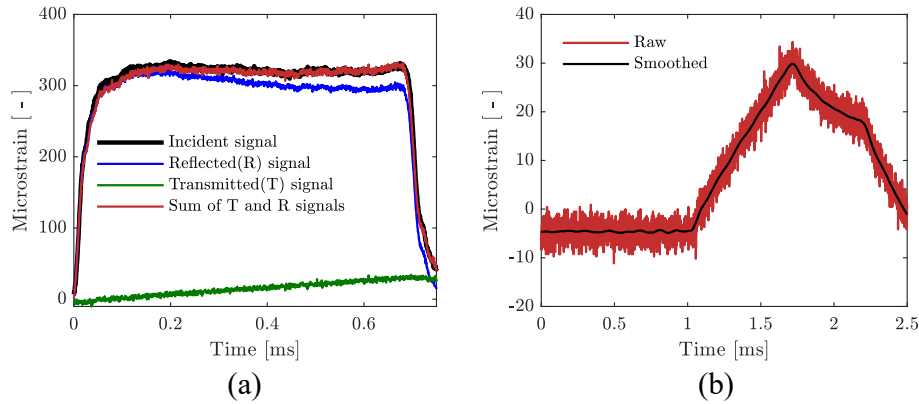 400
300
200
100
0
Microstrain [ - ]
0
0.2
0.4
0.6
Time [ms]
Incident signal
Reflected(R) signal
Transmitted(T) signal
Sum of T and R signals
(a)
40
30
20
10
0
-10
-20
Microstrain [ - ]
0
0.5
1
1.5
2
2.5
Time [ms]
Raw
Smoothed
(b)